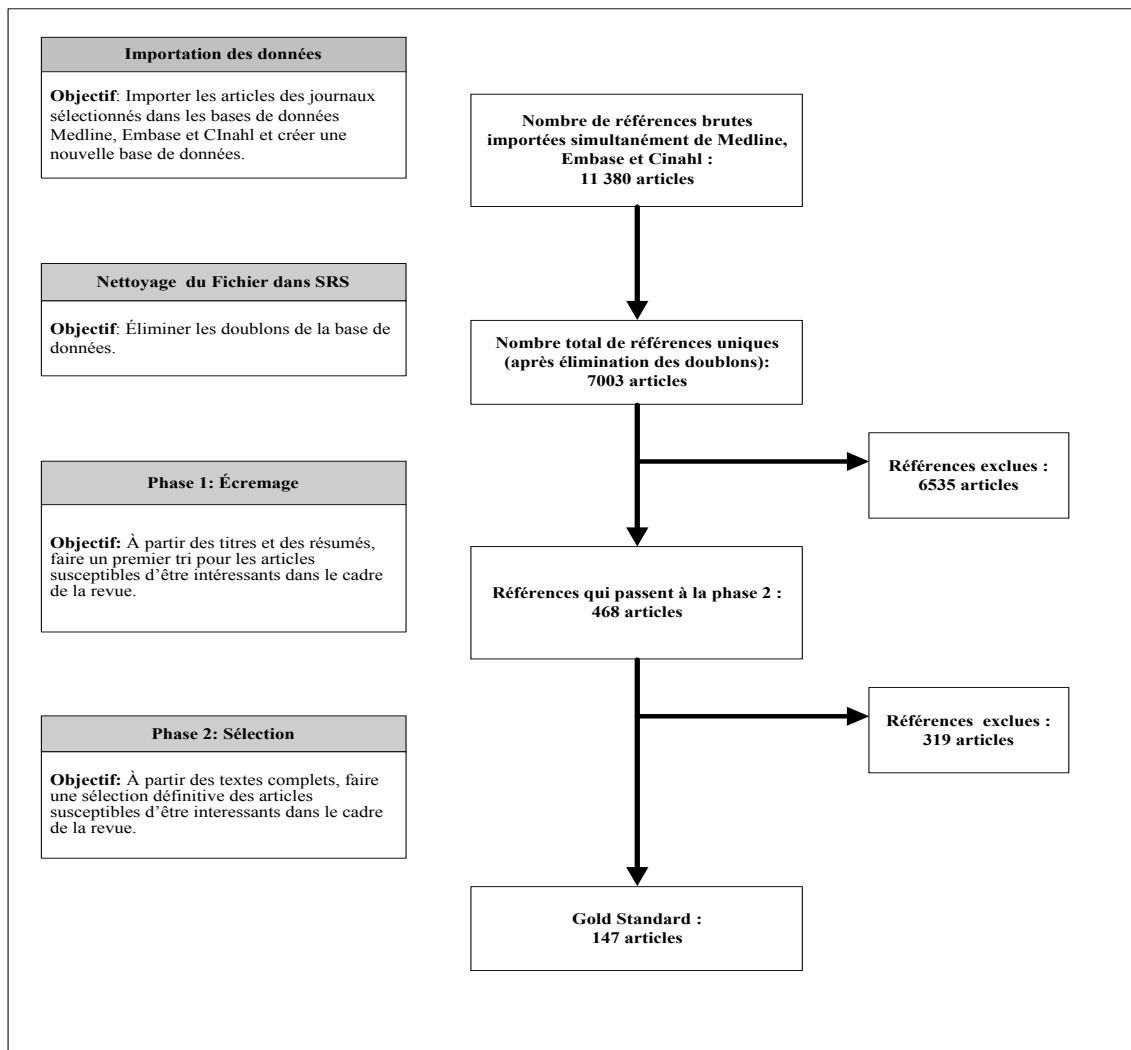 Importation des données
Objectif: Importer les articles des journaux
sélectionnés dans les bases de données
Medline, Embase et CInahl et créer une
nouvelle base de données.
Nombre de références brutes
importées simultanément de Medline,
Embase et Cinahl :
11 380 articles
Nettoyage du Fichier dans SRS
Objectif: Éliminer les doublons de la base de
données.
Nombre total de références uniques
(après élimination des doublons):
7003 articles
Références exclues :
6535 articles
Phase 1: Écremage
Objectif: À partir des titres et des résumés,
faire un premier tri pour les articles
susceptibles d’être intéressants dans le cadre
de la revue.
Références qui passent à la phase 2 :
468 articles
Références exclues :
319 articles
Phase 2: Sélection
Objectif: À partir des textes complets, faire
une sélection définitive des articles
susceptibles d’être interessants dans le cadre
de la revue.
Gold Standard :
147 articles